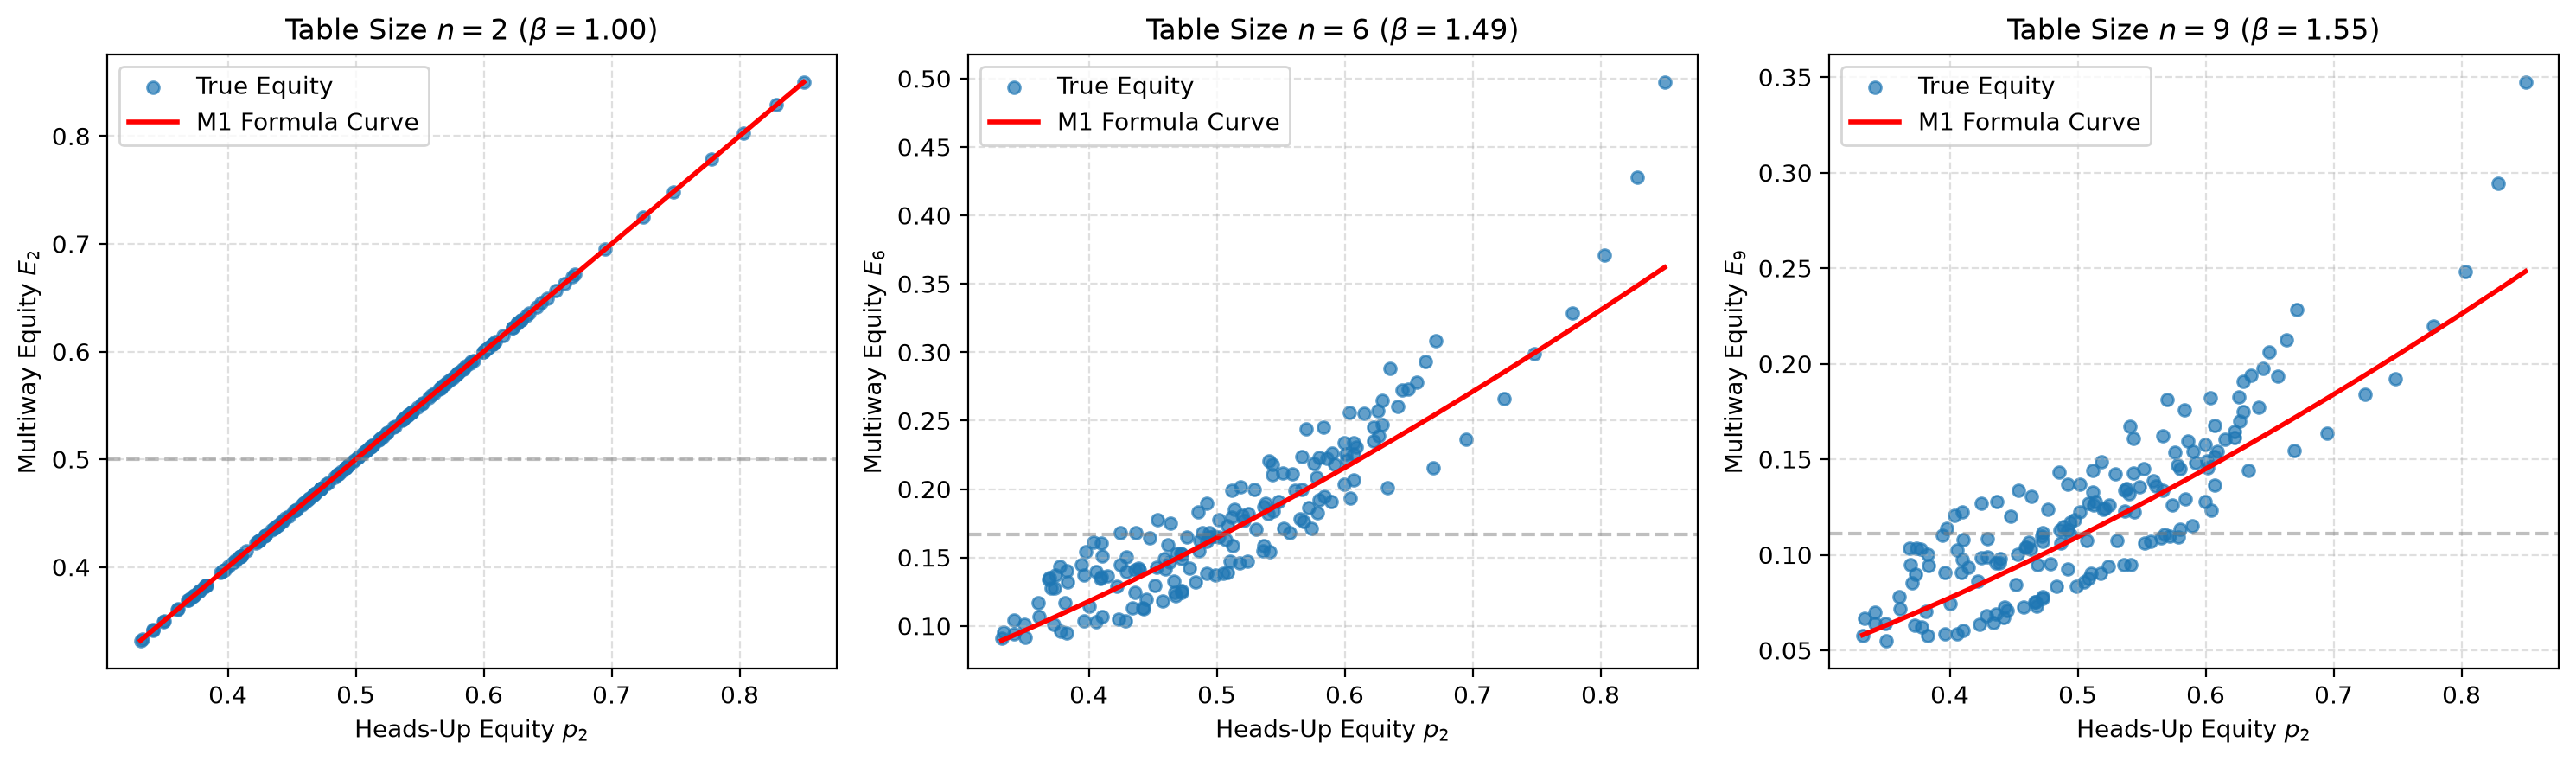 Table Size n = 2 (β = 1.00)
True Equity
M1 Formula Curve
Multiway Equity E₂
0.8
0.7
0.6
0.5
0.4
0.4 0.5 0.6 0.7 0.8
Heads-Up Equity p₂
Table Size n = 6 (β = 1.49)
True Equity
M1 Formula Curve
Multiway Equity E₆
0.50
0.45
0.40
0.35
0.30
0.25
0.20
0.15
0.10
0.4 0.5 0.6 0.7 0.8
Heads-Up Equity p₂
Table Size n = 9 (β = 1.55)
True Equity
M1 Formula Curve
Multiway Equity E₉
0.35
0.30
0.25
0.20
0.15
0.10
0.05
0.4 0.5 0.6 0.7 0.8
Heads-Up Equity p₂